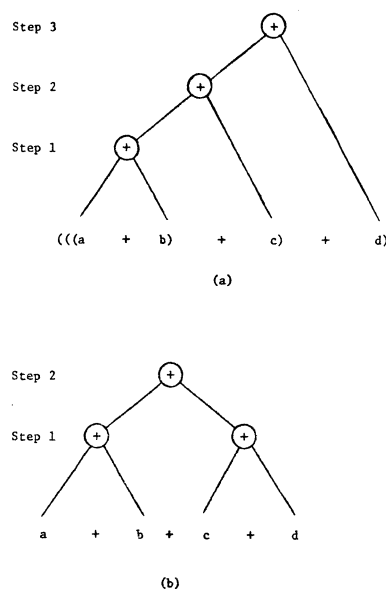 Step 3 +
Step 2 +
Step 1 +
(((a + b) + c) + d)
(a)
Step 2 +
Step 1 + +
a + b + c + d
(b)